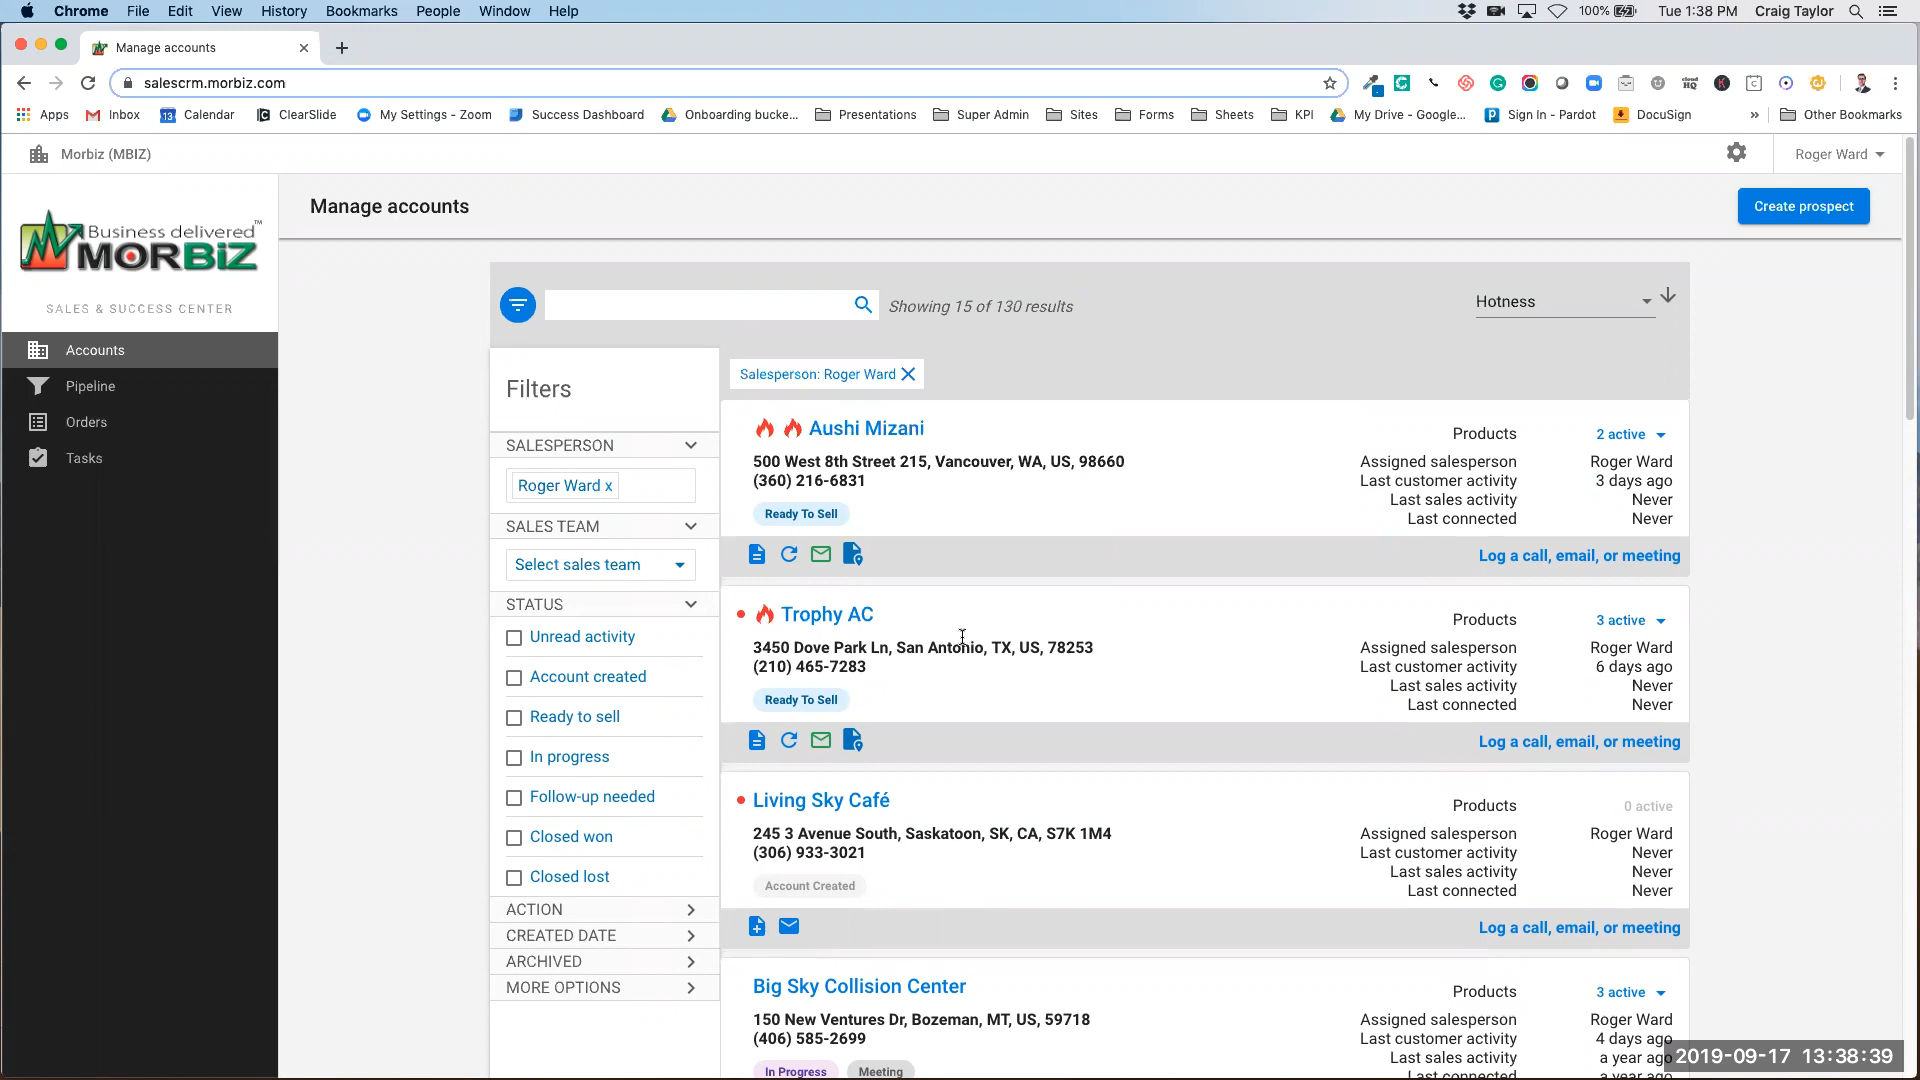 Chrome File Edit View History Bookmarks People Window Help
100% Tue 1:38 PM Craig Taylor
Manage accounts
salescrm.morbiz.com
Apps Inbox Calendar ClearSlide My Settings - Zoom Success Dashboard Onboarding bucke... Presentations Super Admin Sites Forms Sheets KPI My Drive - Google... Sign In - Pardot DocuSign » Other Bookmarks
Morbiz (MBIZ)
Roger Ward
Business delivered™
MORBIZ
SALES & SUCCESS CENTER
Accounts
Pipeline
Orders
Tasks
Manage accounts
Create prospect
Showing 15 of 130 results
Hotness
Filters
SALESPERSON
Roger Ward x
SALES TEAM
Select sales team
STATUS
Unread activity
Account created
Ready to sell
In progress
Follow-up needed
Closed won
Closed lost
ACTION
CREATED DATE
ARCHIVED
MORE OPTIONS
Salesperson: Roger Ward
Aushi Mizani
500 West 8th Street 215, Vancouver, WA, US, 98660
(360) 216-6831
Ready To Sell
Products 2 active
Assigned salesperson Roger Ward
Last customer activity 3 days ago
Last sales activity Never
Last connected Never
Log a call, email, or meeting
Trophy AC
3450 Dove Park Ln, San Antonio, TX, US, 78253
(210) 465-7283
Ready To Sell
Products 3 active
Assigned salesperson Roger Ward
Last customer activity 6 days ago
Last sales activity Never
Last connected Never
Log a call, email, or meeting
Living Sky Café
245 3 Avenue South, Saskatoon, SK, CA, S7K 1M4
(306) 933-3021
Account Created
Products 0 active
Assigned salesperson Roger Ward
Last customer activity Never
Last sales activity Never
Last connected Never
Log a call, email, or meeting
Big Sky Collision Center
150 New Ventures Dr, Bozeman, MT, US, 59718
(406) 585-2699
In Progress Meeting
Products 3 active
Assigned salesperson Roger Ward
Last customer activity 4 days ago
Last sales activity a year ago
Last connected a year ago
2019-09-17 13:38:39